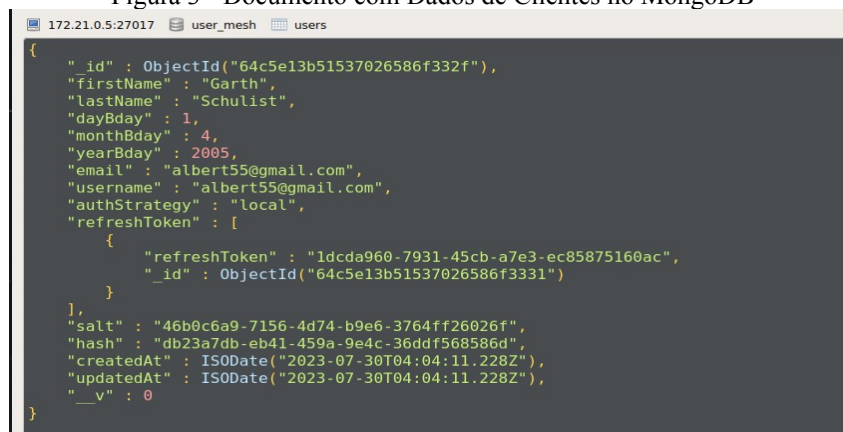 Figura 3 - Documento com Dados de Clientes no MongoDB
172.21.0.5:27017 user_mesh users
{
"_id" : ObjectId("64c5e13b51537026586f332f"),
"firstName" : "Garth",
"lastName" : "Schulist",
"dayBday" : 1,
"monthBday" : 4,
"yearBday" : 2005,
"email" : "albert55@gmail.com",
"username" : "albert55@gmail.com",
"authStrategy" : "local",
"refreshToken" : [
{
"refreshToken" : "1dcda960-7931-45cb-a7e3-ec85875160ac",
"_id" : ObjectId("64c5e13b51537026586f3331")
}
],
"salt" : "46b0c6a9-7156-4d74-b9e6-3764ff26026f",
"hash" : "db23a7db-eb41-459a-9e4c-36ddf568586d",
"createdAt" : ISODate("2023-07-30T04:04:11.228Z"),
"updatedAt" : ISODate("2023-07-30T04:04:11.228Z"),
"__v" : 0
}